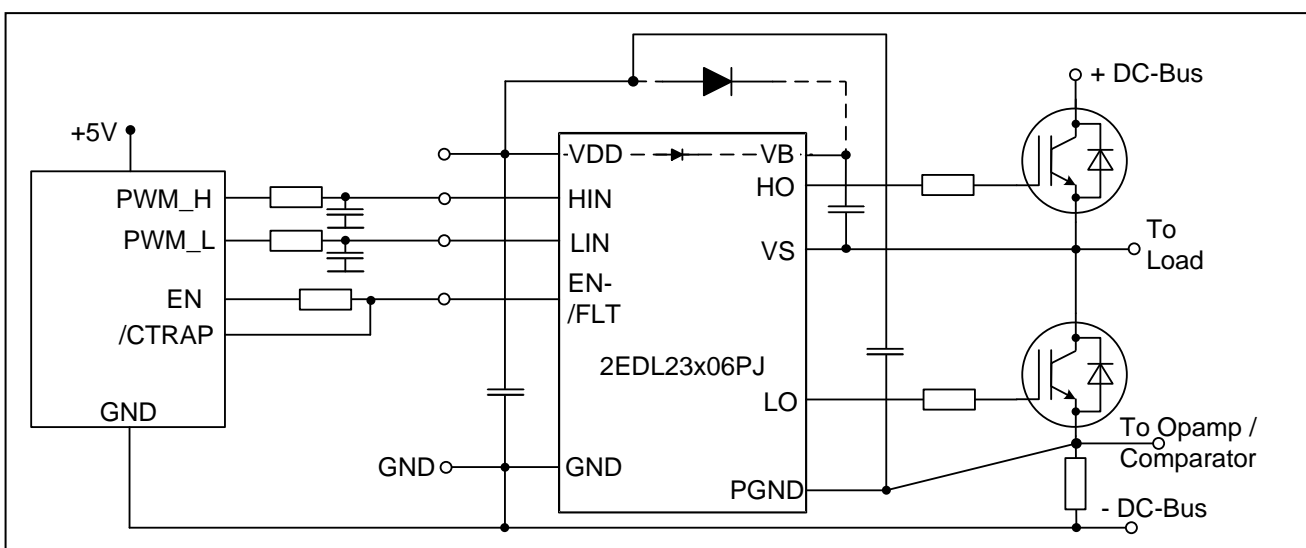 + DC-Bus
+5V
VDD
VB
PWM_H
HIN
HO
PWM_L
LIN
VS
To
Load
EN
EN-
/FLT
/CTRAP
2EDL23x06PJ
LO
GND
To Opamp /
Comparator
GND
GND
PGND
- DC-Bus